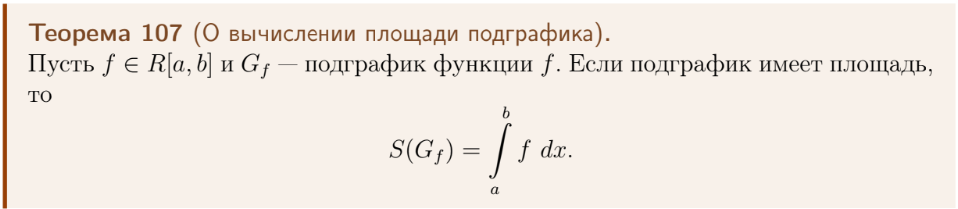 Теорема 107 (О вычислении площади подграфика).
Пусть f ∈ R[a, b] и G_f — подграфик функции f. Если подграфик имеет площадь,
то
S(G_f) = ∫_a^b f dx.